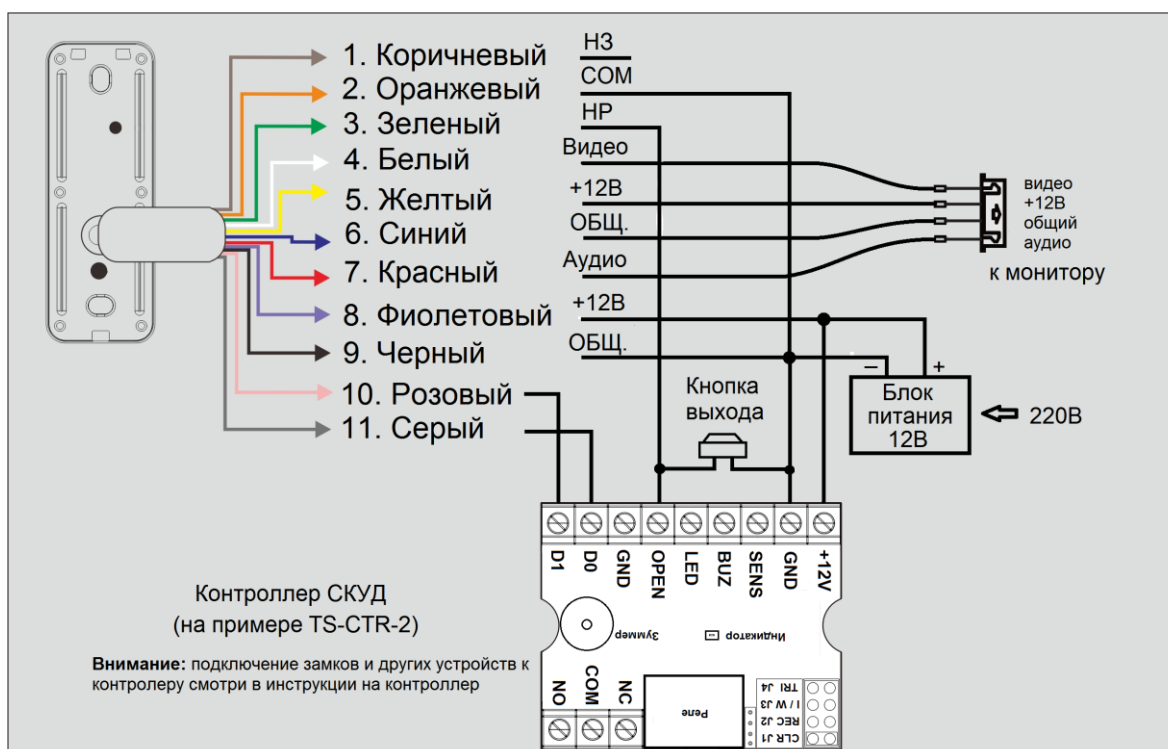 1. Коричневый НЗ
2. Оранжевый COM
3. Зеленый НР
4. Белый Видео
5. Желтый +12В
6. Синий ОБЩ.
7. Красный Аудио
8. Фиолетовый +12В
9. Черный ОБЩ.
10. Розовый
11. Серый
видео
+12В
общий
аудио
к монитору
– +
Блок
питания
12В
220В
Кнопка
выхода
D1 D0 GND OPEN LED BUZ SENS GND +12V
Контроллер СКУД
(на примере TS-CTR-2)
Внимание: подключение замков и других устройств к
контролеру смотри в инструкции на контроллер
Зуммер
Индикатор
NO COM NC
Реле
TRI J4
I / W J3
REC J2
CLR J1